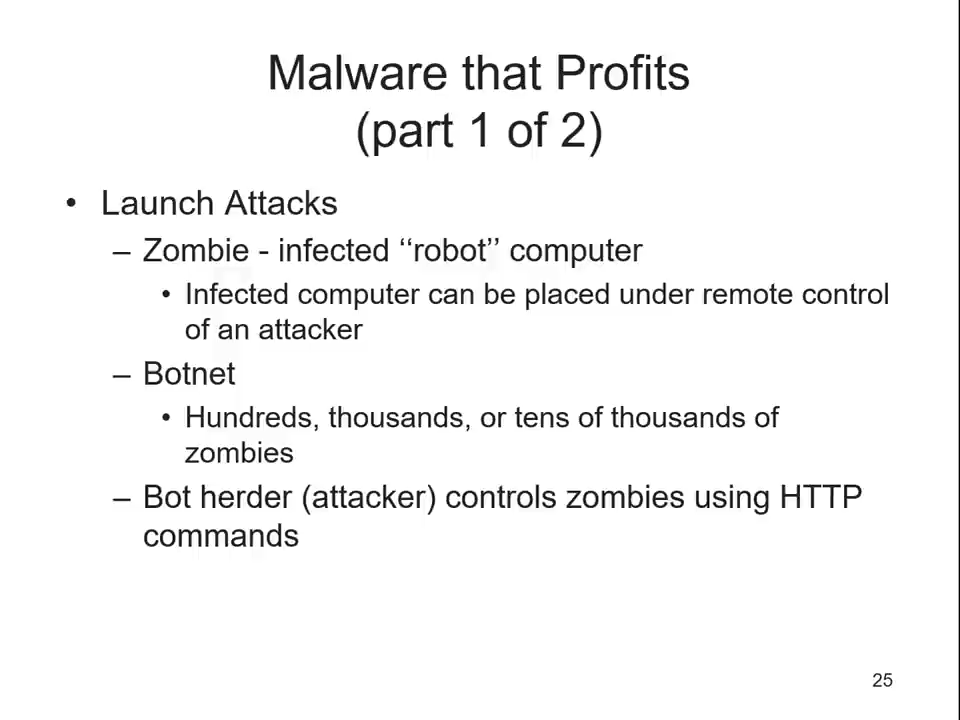 Malware that Profits
(part 1 of 2)
• Launch Attacks
– Zombie - infected ‘‘robot’’ computer
• Infected computer can be placed under remote control
of an attacker
– Botnet
• Hundreds, thousands, or tens of thousands of
zombies
– Bot herder (attacker) controls zombies using HTTP
commands
25